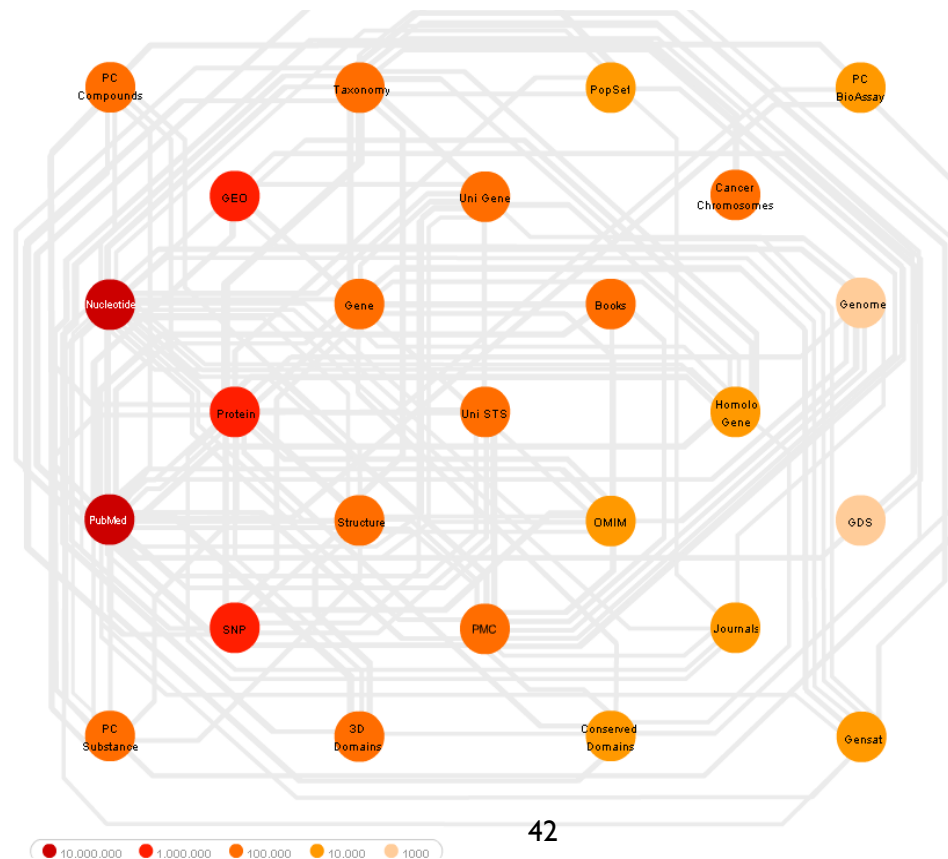 PC
Compounds
Taxonomy
PopSet
PC
BioAssay
GEO
Uni Gene
Cancer
Chromosomes
Nucleotide
Gene
Books
Genome
Protein
Uni STS
Homolo
Gene
PubMed
Structure
OMIM
GDS
SNP
PMC
Journals
PC
Substance
3D
Domains
Conserved
Domains
Gensat
42
10,000,000 1,000,000 100,000 10,000 1000